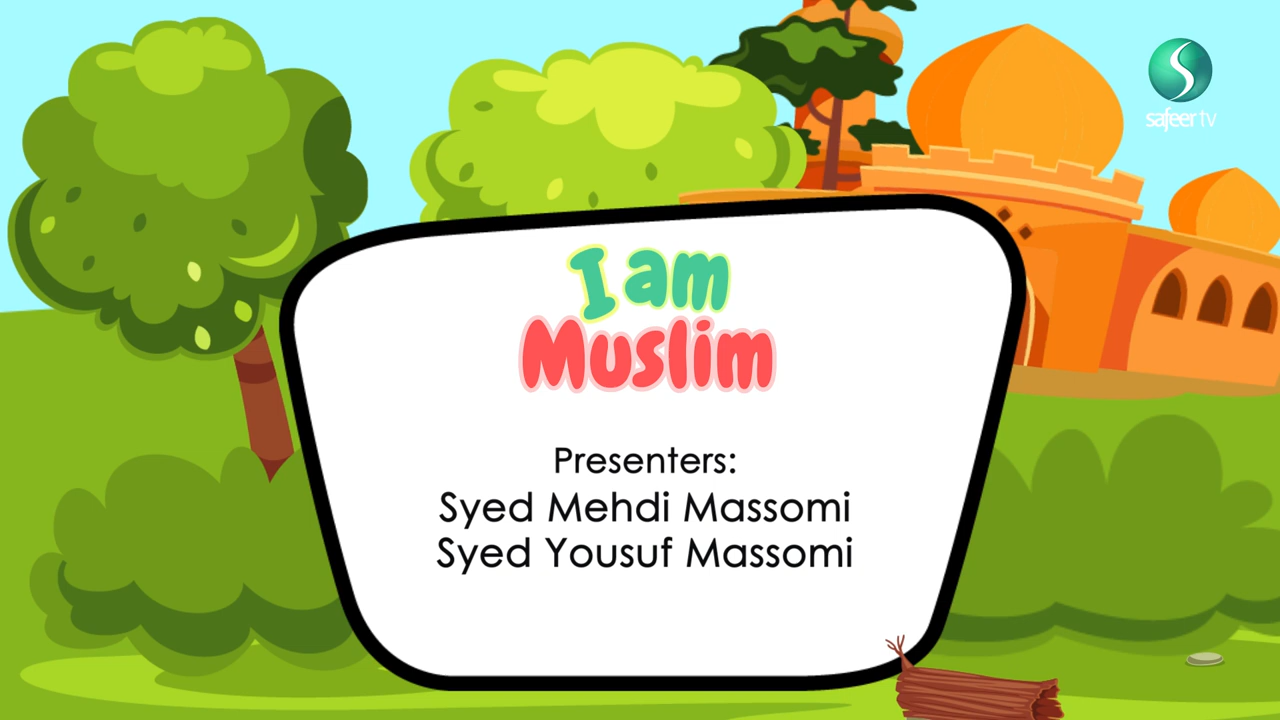 safeer tv
I am
Muslim
Presenters:
Syed Mehdi Massomi
Syed Yousuf Massomi